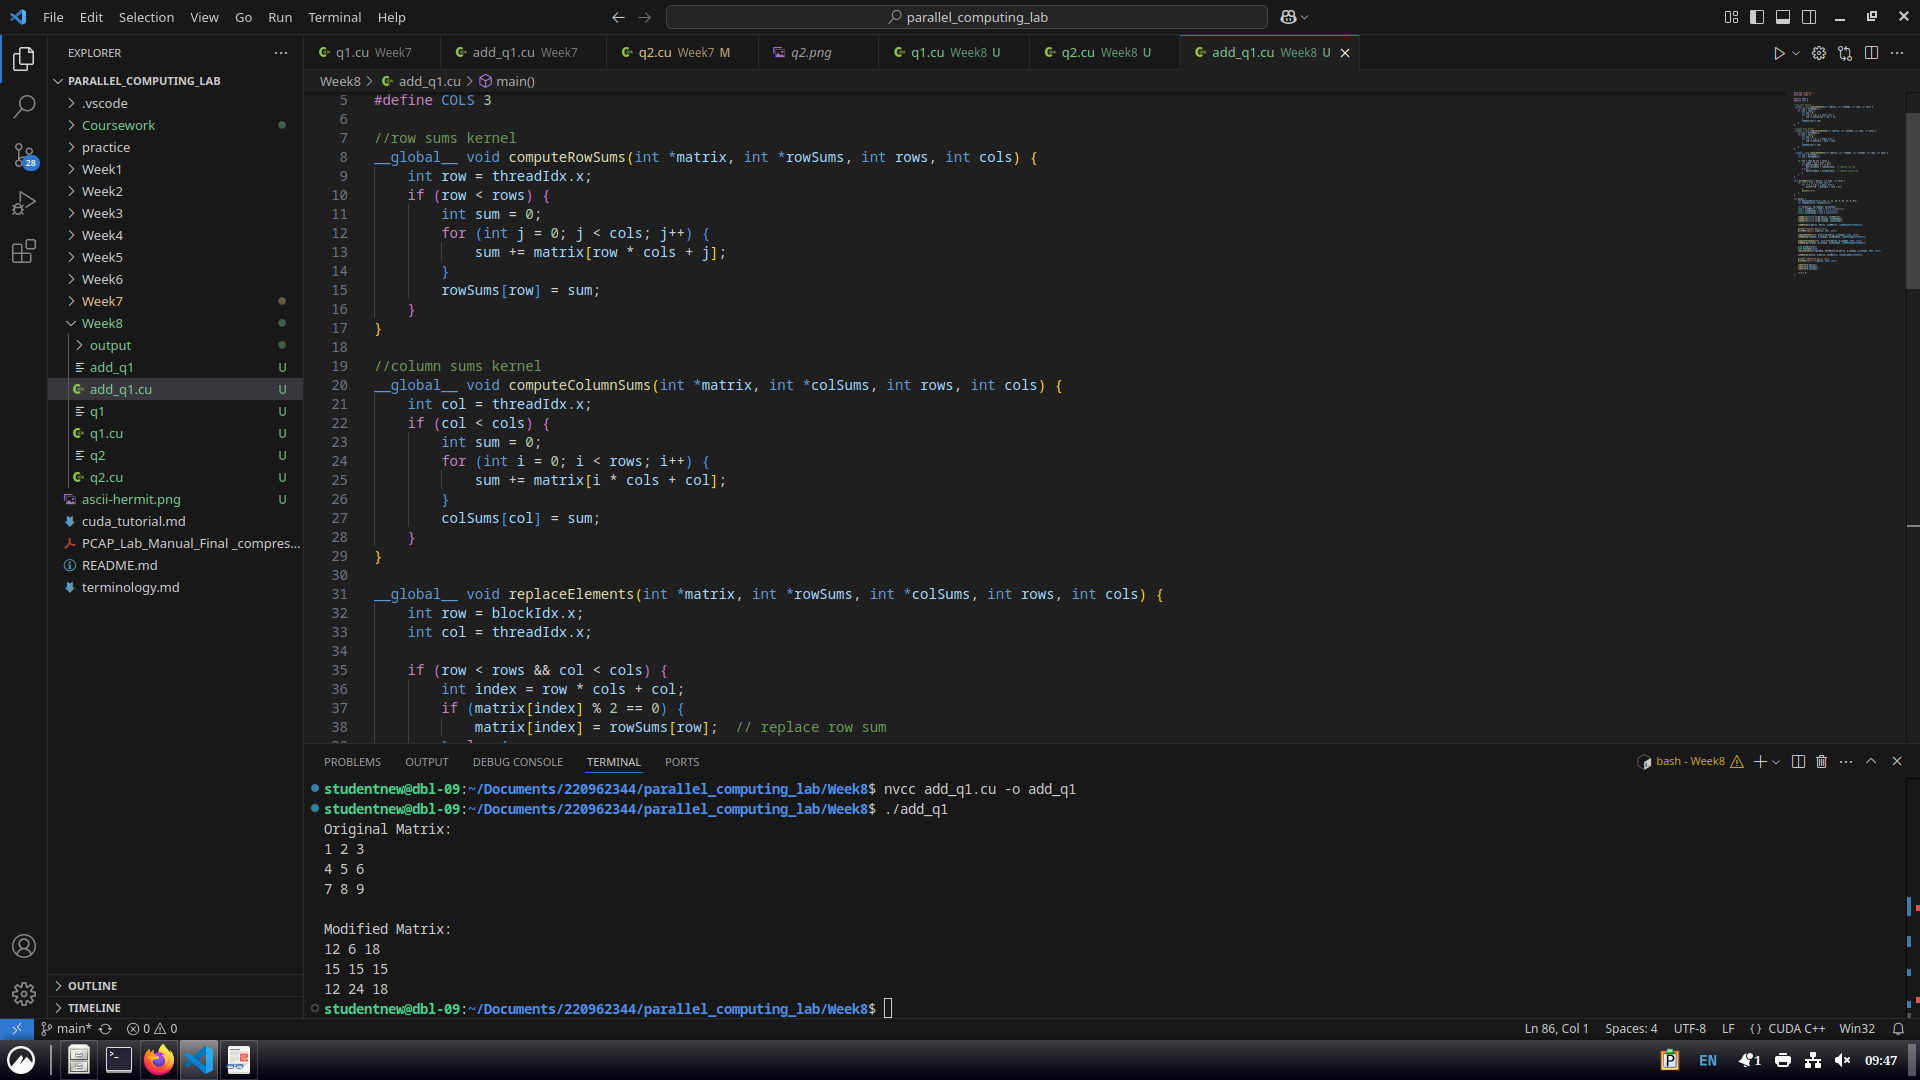 File Edit Selection View Go Run Terminal Help
parallel_computing_lab
EXPLORER
PARALLEL_COMPUTING_LAB
.vscode
Coursework
practice
Week1
Week2
Week3
Week4
Week5
Week6
Week7
Week8
output
add_q1 U
add_q1.cu U
q1 U
q1.cu U
q2 U
q2.cu U
ascii-hermit.png U
cuda_tutorial.md
PCAP_Lab_Manual_Final _compres...
README.md
terminology.md
OUTLINE
TIMELINE
28
q1.cu Week7
add_q1.cu Week7
q2.cu Week7 M
q2.png
q1.cu Week8 U
q2.cu Week8 U
add_q1.cu Week8 U
Week8 > add_q1.cu > main()
5 #define COLS 3
6
7 //row sums kernel
8 __global__ void computeRowSums(int *matrix, int *rowSums, int rows, int cols) {
9 int row = threadIdx.x;
10 if (row < rows) {
11 int sum = 0;
12 for (int j = 0; j < cols; j++) {
13 sum += matrix[row * cols + j];
14 }
15 rowSums[row] = sum;
16 }
17 }
18
19 //column sums kernel
20 __global__ void computeColumnSums(int *matrix, int *colSums, int rows, int cols) {
21 int col = threadIdx.x;
22 if (col < cols) {
23 int sum = 0;
24 for (int i = 0; i < rows; i++) {
25 sum += matrix[i * cols + col];
26 }
27 colSums[col] = sum;
28 }
29 }
30
31 __global__ void replaceElements(int *matrix, int *rowSums, int *colSums, int rows, int cols) {
32 int row = blockIdx.x;
33 int col = threadIdx.x;
34
35 if (row < rows && col < cols) {
36 int index = row * cols + col;
37 if (matrix[index] % 2 == 0) {
38 matrix[index] = rowSums[row]; // replace row sum
PROBLEMS OUTPUT DEBUG CONSOLE TERMINAL PORTS
bash - Week8
studentnew@dbl-09:~/Documents/220962344/parallel_computing_lab/Week8$ nvcc add_q1.cu -o add_q1
studentnew@dbl-09:~/Documents/220962344/parallel_computing_lab/Week8$ ./add_q1
Original Matrix:
1 2 3
4 5 6
7 8 9
Modified Matrix:
12 6 18
15 15 15
12 24 18
studentnew@dbl-09:~/Documents/220962344/parallel_computing_lab/Week8$
main* 0 0
Ln 86, Col 1 Spaces: 4 UTF-8 LF {} CUDA C++ Win32
EN 1 09:47